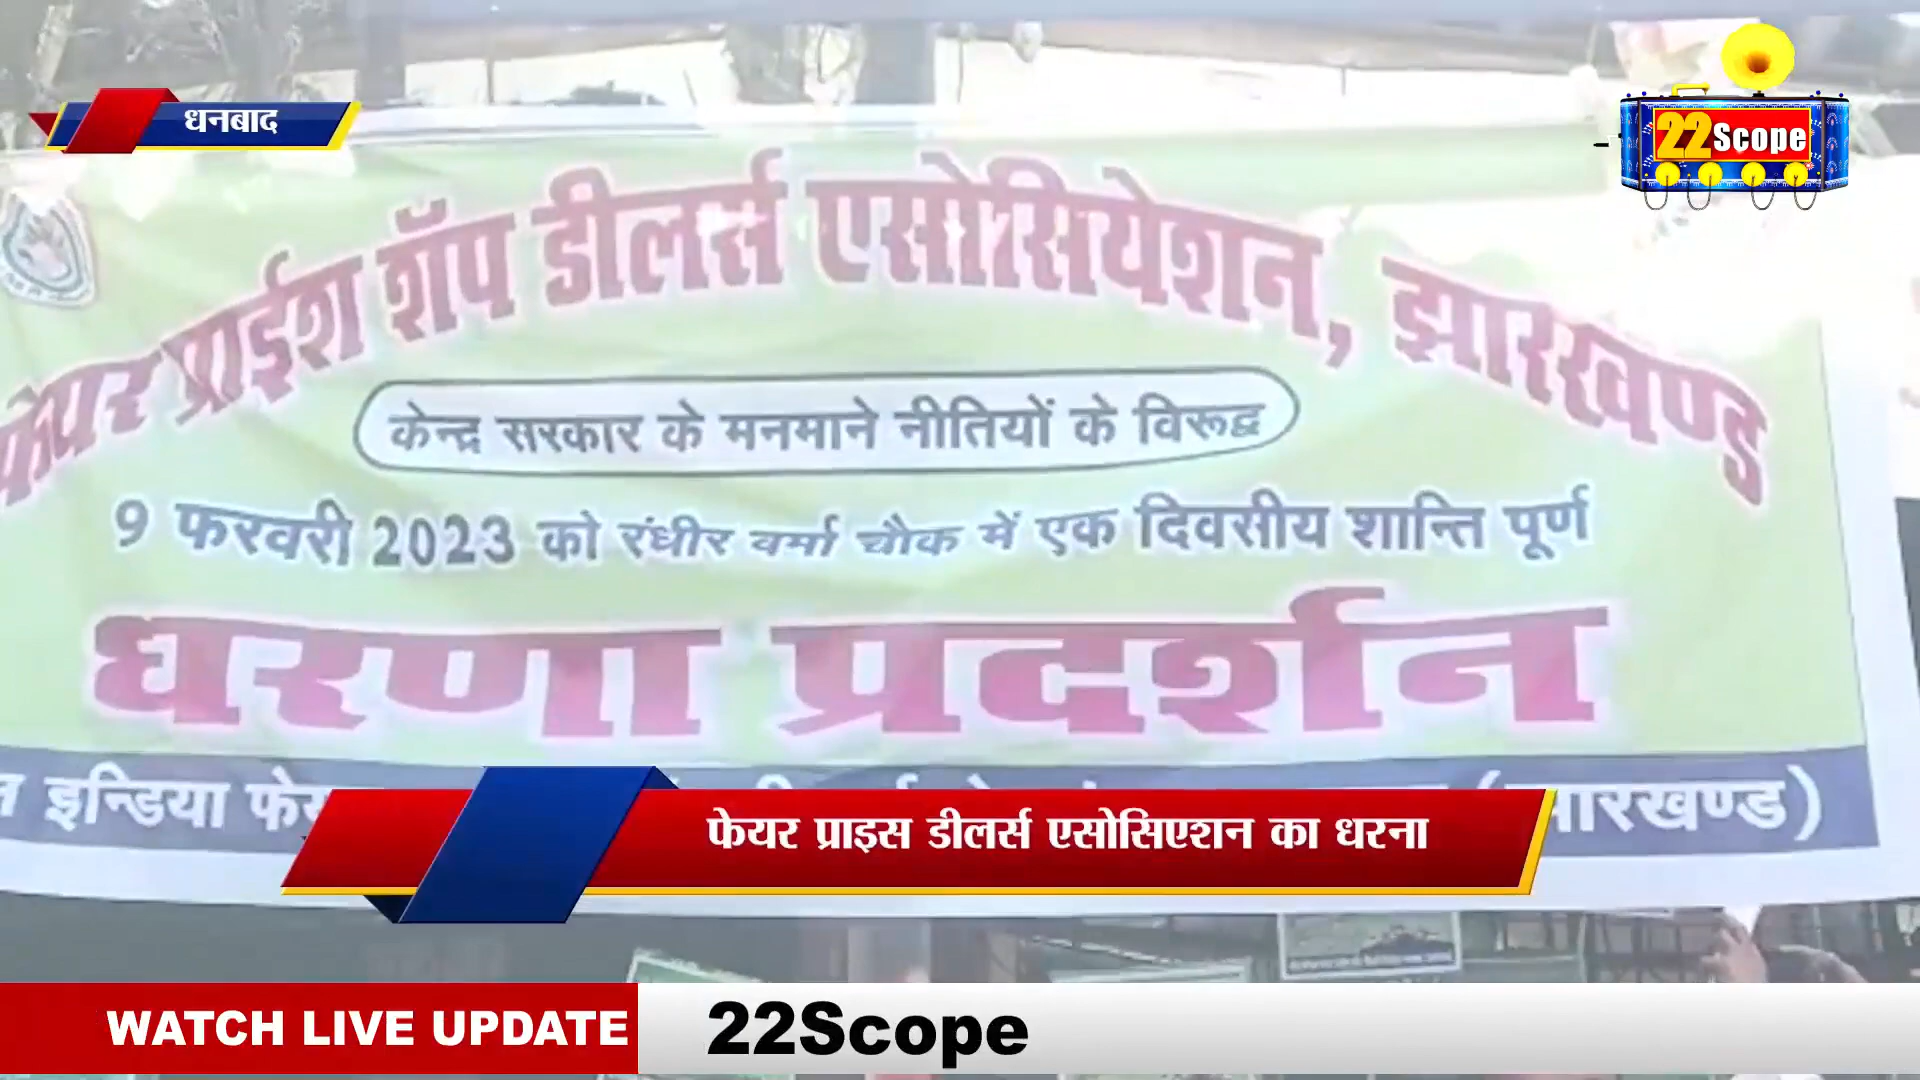 धनबाद
22Scope
फेयर प्राईश शॉप डीलर्स एसोसियेशन, झारखण्ड
केन्द्र सरकार के मनमाने नीतियों के विरूद्व
9 फरवरी 2023 को रंधीर वर्मा चौक में एक दिवसीय शान्ति पूर्ण
धरणा प्रदर्शन
इन्डिया
फेयर प्राइस डीलर्स एसोसिएशन का धरना
WATCH LIVE UPDATE 22Scope